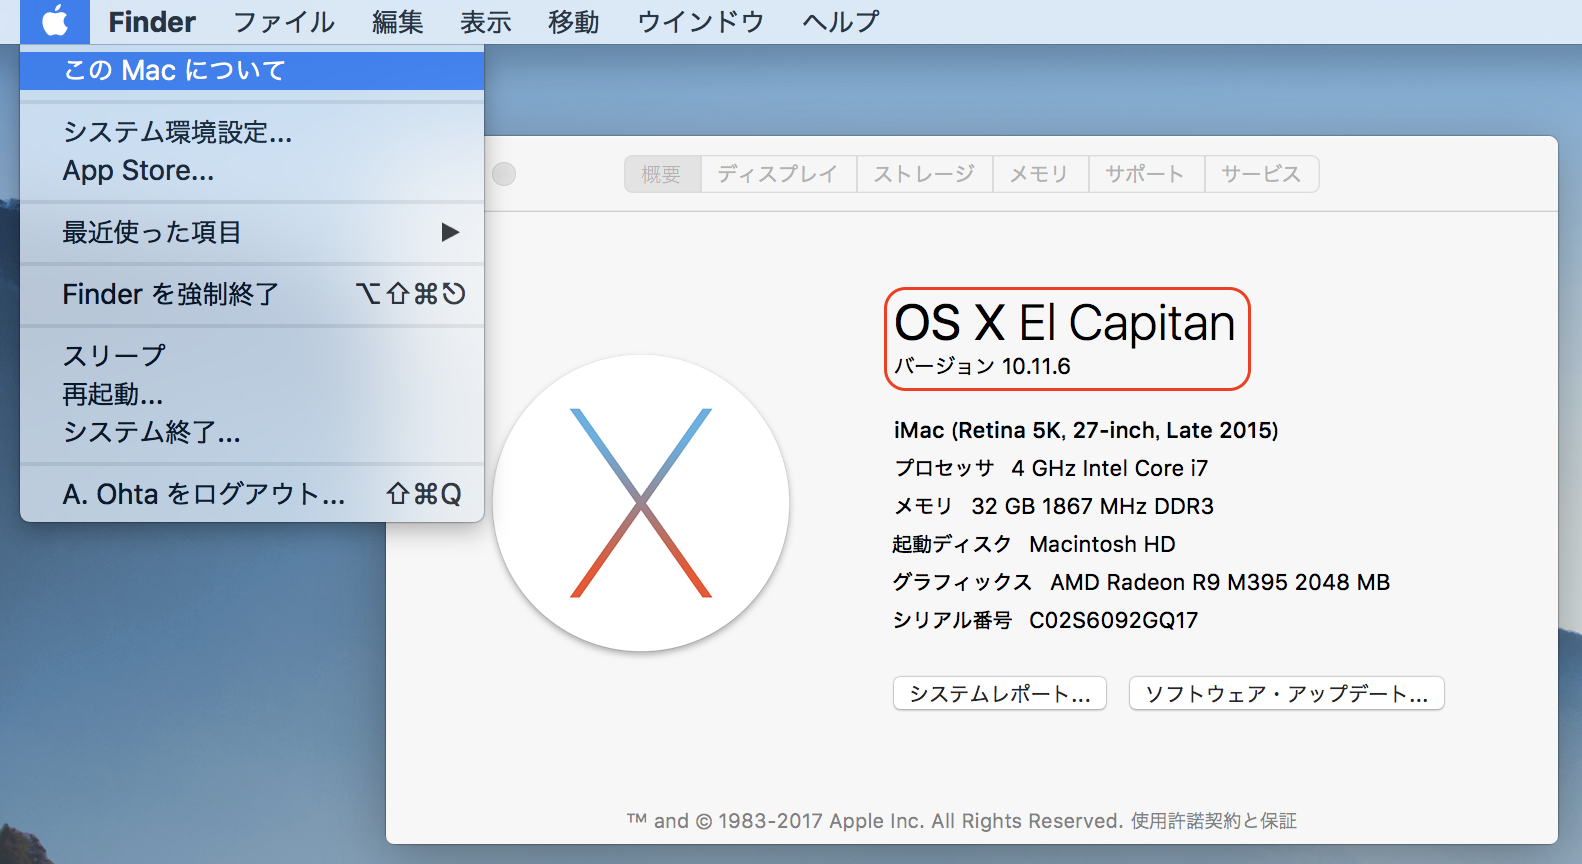 Finder ファイル 編集 表示 移動 ウインドウ ヘルプ
この Mac について
システム環境設定...
App Store...
最近使った項目 ▶
Finder を強制終了 ⌥⇧⌘⎋
スリープ
再起動...
システム終了...
A. Ohta をログアウト... ⇧⌘Q
概要 ディスプレイ ストレージ メモリ サポート サービス
OS X El Capitan
バージョン 10.11.6
iMac (Retina 5K, 27-inch, Late 2015)
プロセッサ 4 GHz Intel Core i7
メモリ 32 GB 1867 MHz DDR3
起動ディスク Macintosh HD
グラフィックス AMD Radeon R9 M395 2048 MB
シリアル番号 C02S6092GQ17
システムレポート... ソフトウェア・アップデート...
™ and © 1983-2017 Apple Inc. All Rights Reserved. 使用許諾契約と保証